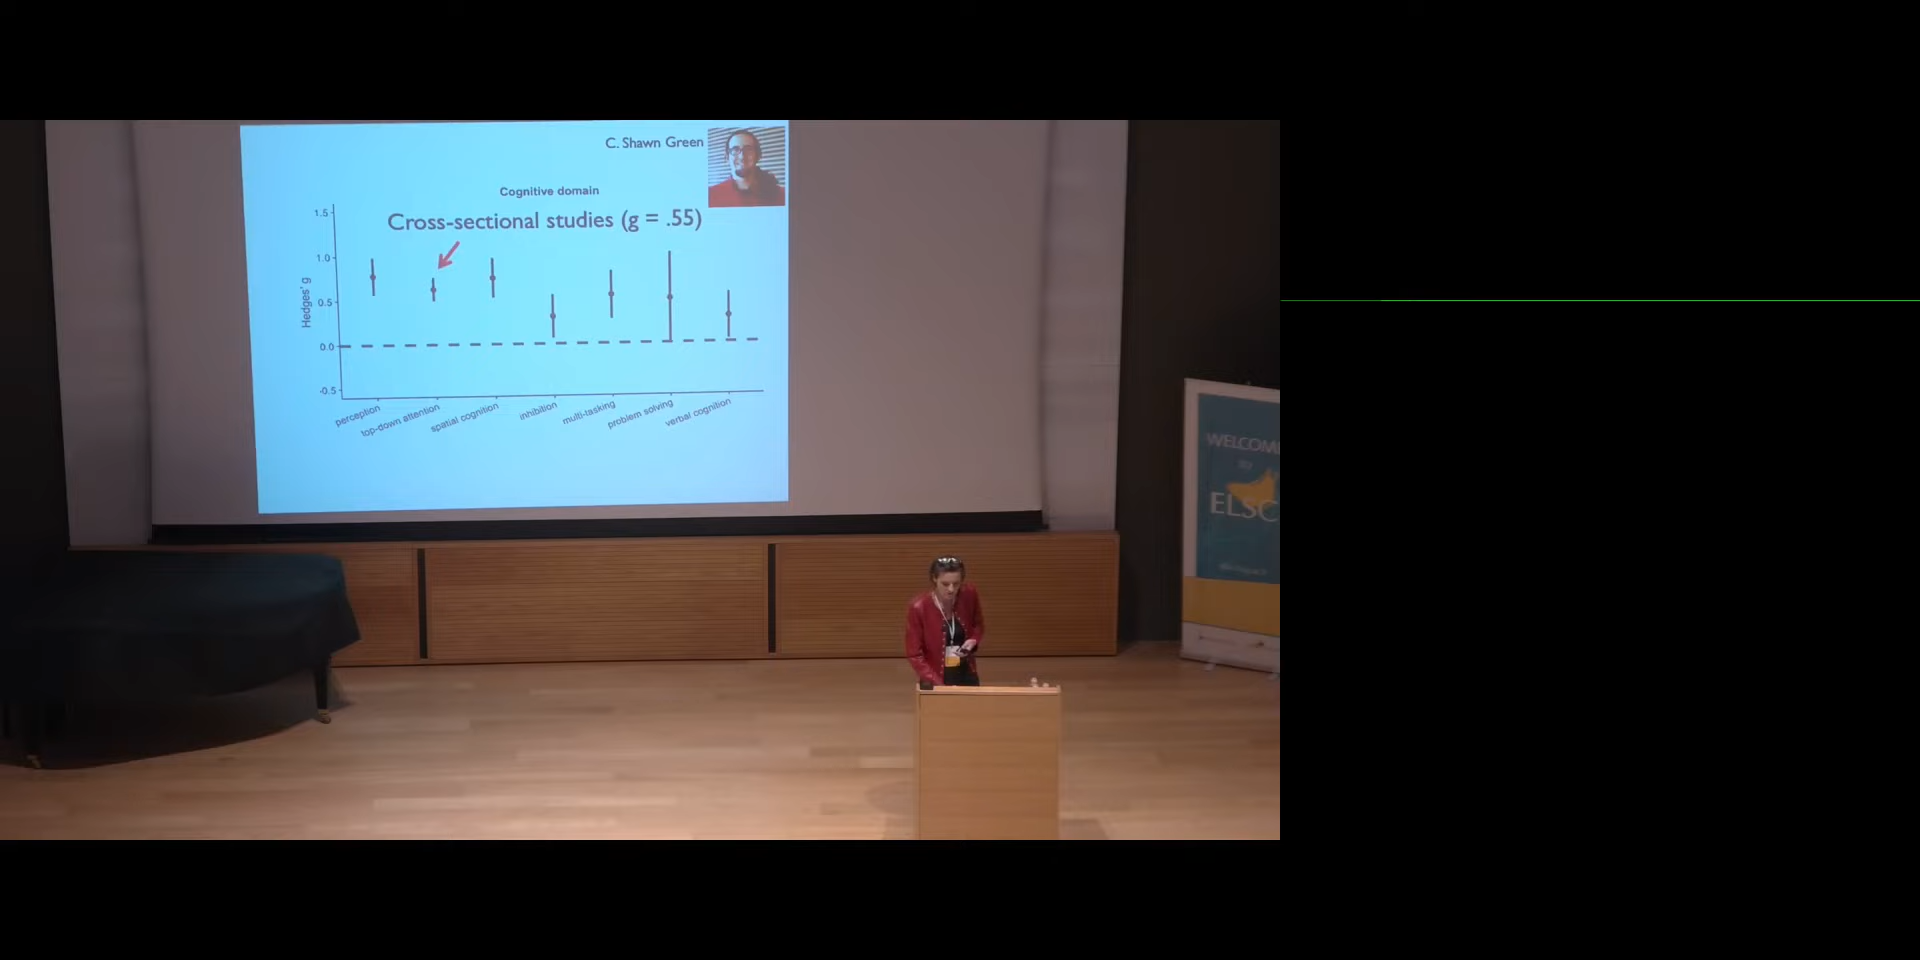 C. Shawn Green
Cognitive domain
Cross-sectional studies (g = .55)
Hedges' g
1.5
1.0
0.5
0.0
-0.5
perception
top-down attention
spatial cognition
inhibition
multi-tasking
problem solving
verbal cognition
WELCOM
TO
ELSC